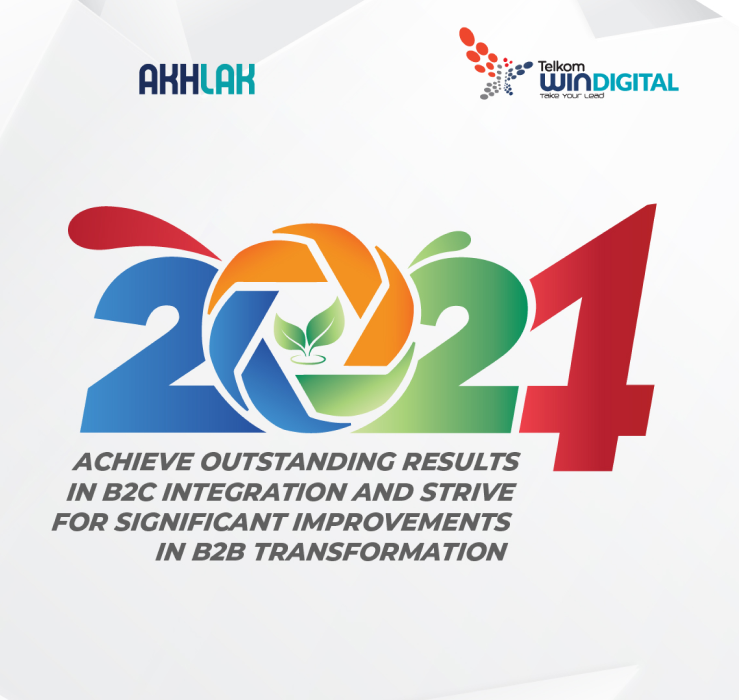 AKHLAK
Telkom
WINDIGITAL
Take Your Lead
2024
ACHIEVE OUTSTANDING RESULTS
IN B2C INTEGRATION AND STRIVE
FOR SIGNIFICANT IMPROVEMENTS
IN B2B TRANSFORMATION